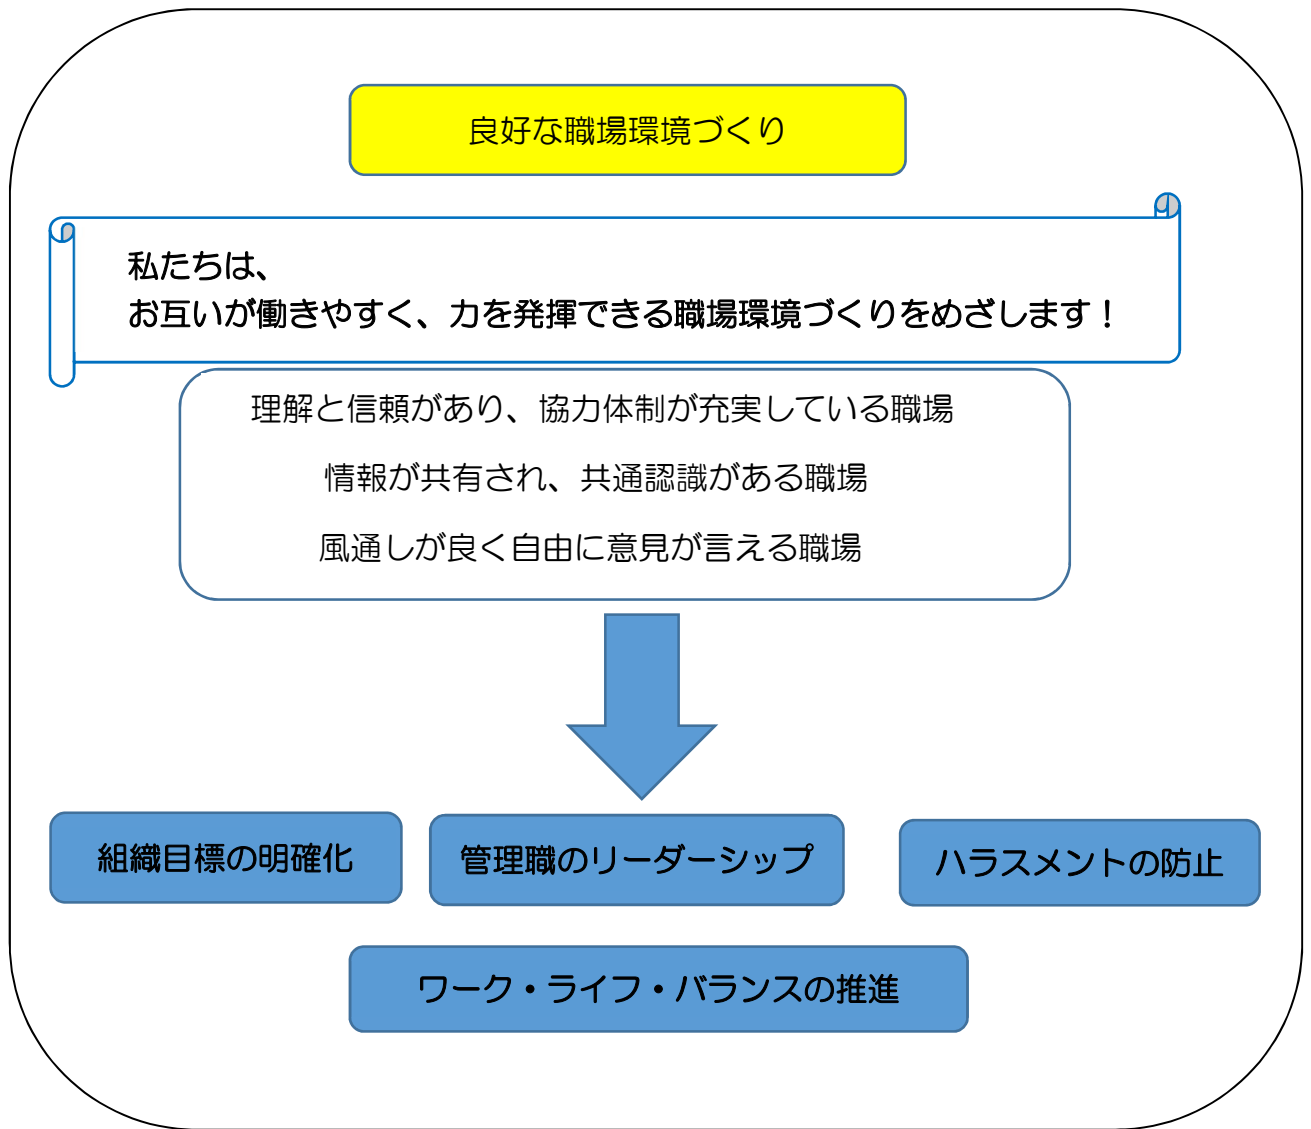 良好な職場環境づくり
私たちは、
お互いが働きやすく、力を発揮できる職場環境づくりをめざします！
理解と信頼があり、協力体制が充実している職場
情報が共有され、共通認識がある職場
風通しが良く自由に意見が言える職場
組織目標の明確化
管理職のリーダーシップ
ハラスメントの防止
ワーク・ライフ・バランスの推進